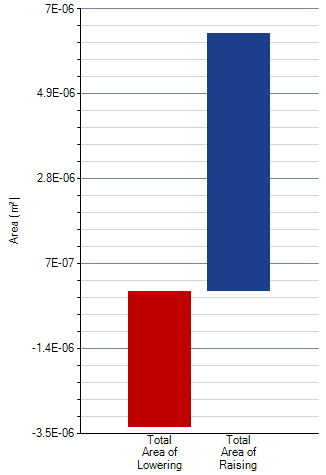 7E-06
4.9E-06
2.8E-06
7E-07
-1.4E-06
-3.5E-06
Area [m²]
Total
Area of
Lowering
Total
Area of
Raising